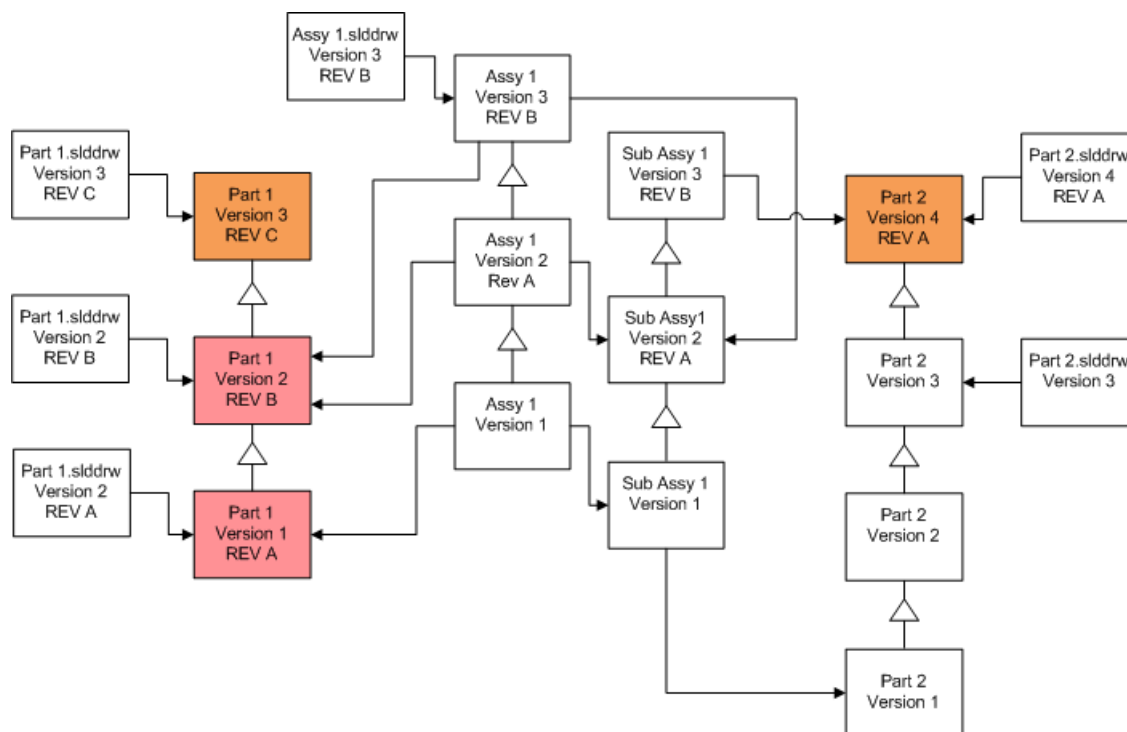 Assy 1.slddrw
Version 3
REV B
Assy 1
Version 3
REV B
Part 1.slddrw
Version 3
REV C
Sub Assy 1
Version 3
REV B
Part 2.slddrw
Version 4
REV A
Part 1
Version 3
REV C
Part 2
Version 4
REV A
Assy 1
Version 2
Rev A
Part 1.slddrw
Version 2
REV B
Sub Assy1
Version 2
REV A
Part 1
Version 2
REV B
Part 2
Version 3
Part 2.slddrw
Version 3
Assy 1
Version 1
Part 1.slddrw
Version 2
REV A
Sub Assy 1
Version 1
Part 1
Version 1
REV A
Part 2
Version 2
Part 2
Version 1